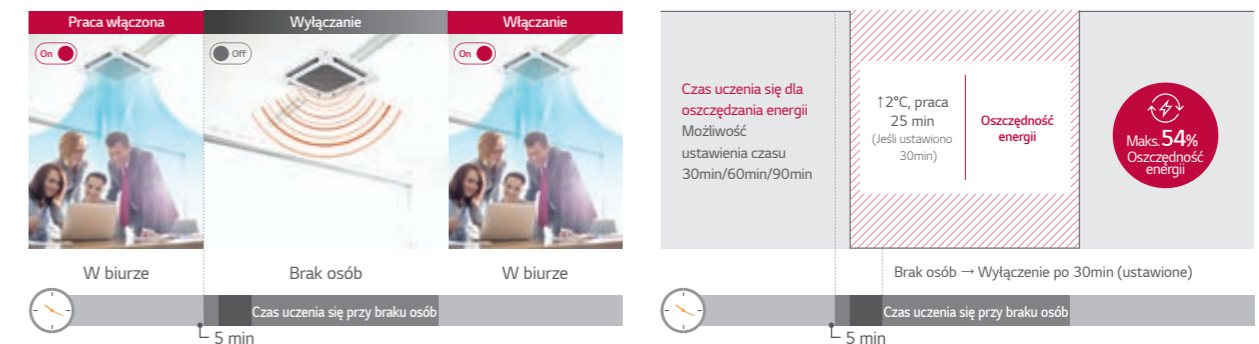 Praca włączona
Wyłączanie
Włączanie
On
Off
On
W biurze
Brak osób
W biurze
Czas uczenia się przy braku osób
5 min
Czas uczenia się dla
oszczędzania energii
Możliwość
ustawienia czasu
30min/60min/90min
↑2°C, praca
25 min
(Jeśli ustawiono
30min)
Oszczędność
energii
Maks.54%
Oszczędność
energii
Brak osób → Wyłączenie po 30min (ustawione)
Czas uczenia się przy braku osób
5 min